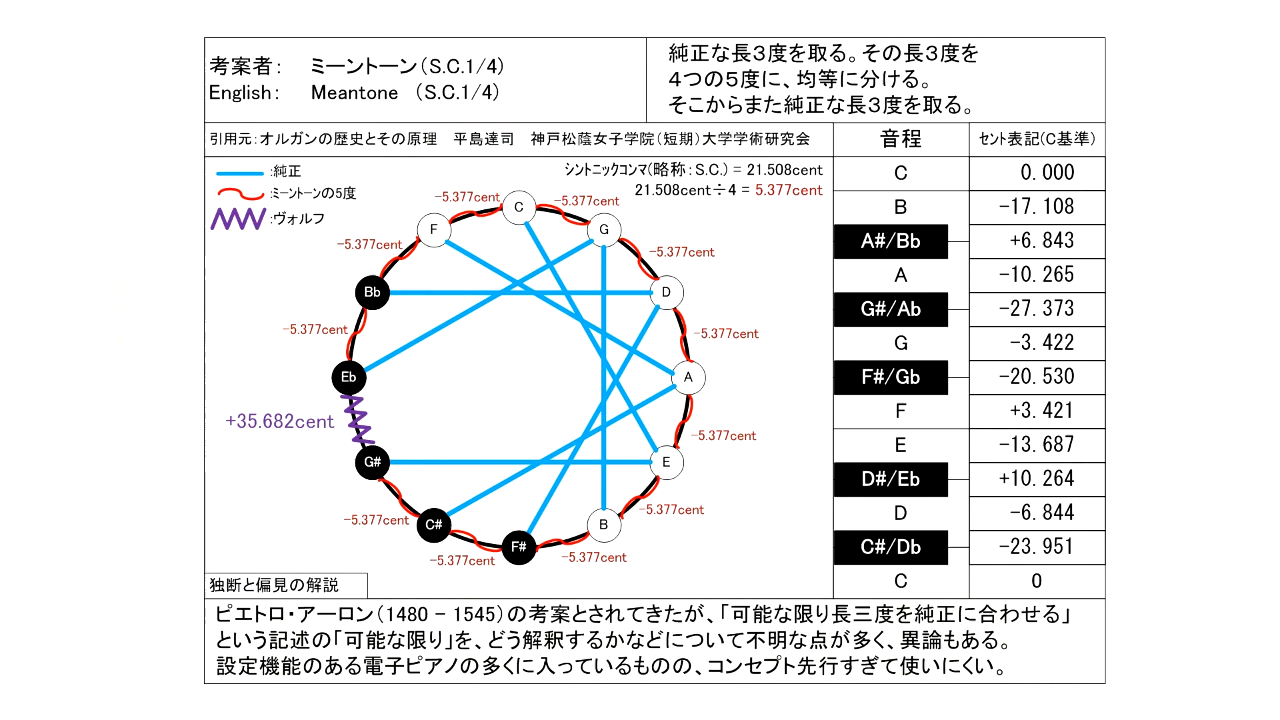 考案者： ミーントーン（S.C.1/4）
English： Meantone （S.C.1/4）
純正な長３度を取る。その長３度を
４つの５度に、均等に分ける。
そこからまた純正な長３度を取る。
引用元：オルガンの歴史とその原理 平島達司 神戸松蔭女子学院（短期）大学学術研究会
音程 セント表記（C基準）
:純正
:ミーントーンの5度
:ヴォルフ
シントニックコンマ（略称：S.C.）＝ 21.508cent
21.508cent÷4 = 5.377cent
-5.377cent
C
-5.377cent
F
G
-5.377cent
-5.377cent
Bb
D
-5.377cent
-5.377cent
Eb
A
+35.682cent
-5.377cent
G#
E
-5.377cent
-5.377cent
C#
B
-5.377cent
F#
-5.377cent
C 0.000
B -17.108
A#/Bb +6.843
A -10.265
G#/Ab -27.373
G -3.422
F#/Gb -20.530
F +3.421
E -13.687
D#/Eb +10.264
D -6.844
C#/Db -23.951
C 0
独断と偏見の解説
ピエトロ・アーロン（1480 - 1545）の考案とされてきたが、「可能な限り長三度を純正に合わせる」
という記述の「可能な限り」を、どう解釈するかなどについて不明な点が多く、異論もある。
設定機能のある電子ピアノの多くに入っているものの、コンセプト先行すぎて使いにくい。